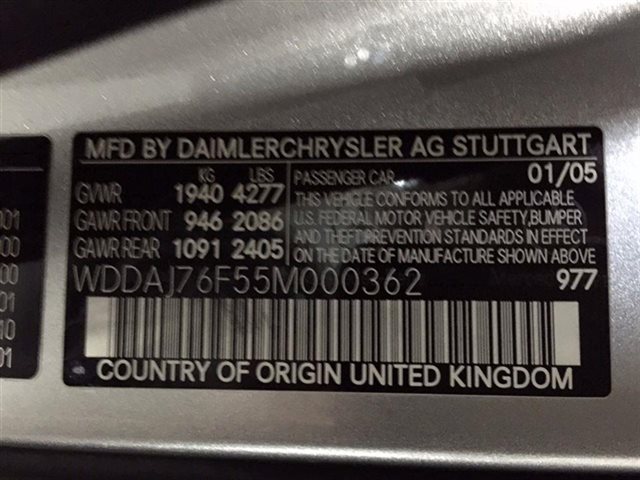 MFD BY DAIMLERCHRYSLER AG STUTTGART
KG LBS
GVWR 1940 4277
GAWR FRONT 946 2086
GAWR REAR 1091 2405
PASSENGER CAR 01/05
THIS VEHICLE CONFORMS TO ALL APPLICABLE
U.S. FEDERAL MOTOR VEHICLE SAFETY,BUMPER
AND THEFT PREVENTION STANDARDS IN EFFECT
ON THE DATE OF MANUFACTURE SHOWN ABOVE
WDDAJ76F55M000362 977
COUNTRY OF ORIGIN UNITED KINGDOM